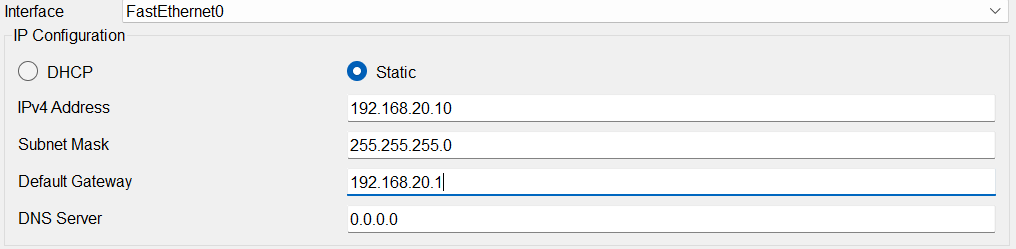 Interface FastEthernet0
IP Configuration
DHCP Static
IPv4 Address 192.168.20.10
Subnet Mask 255.255.255.0
Default Gateway 192.168.20.1
DNS Server 0.0.0.0